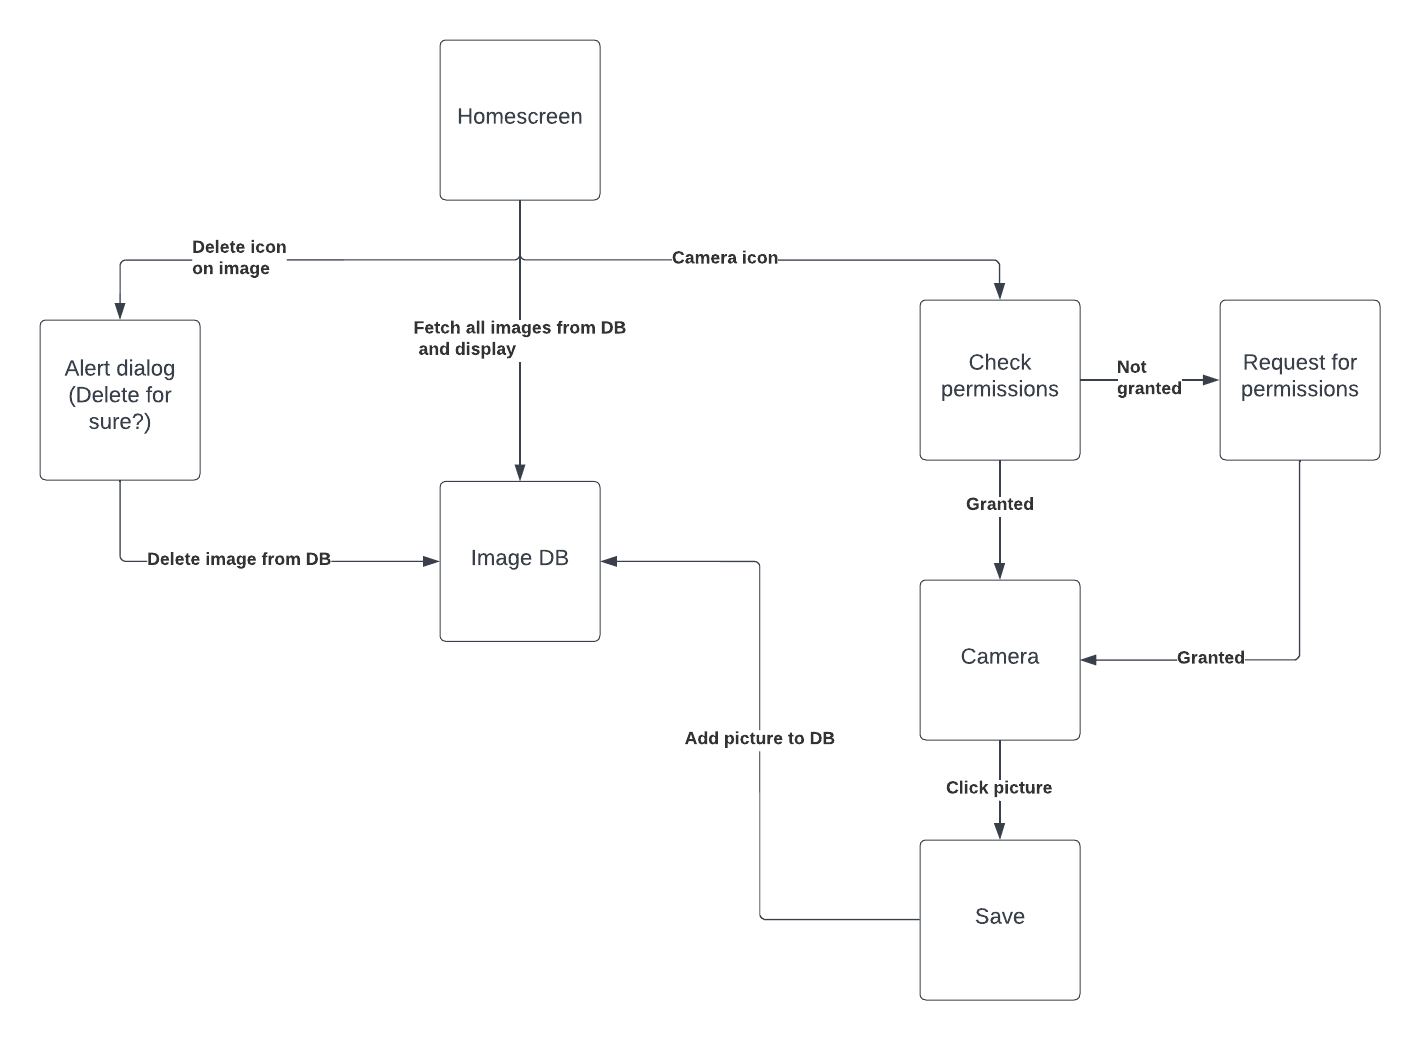 Homescreen
Delete icon
on image
Camera icon
Fetch all images from DB
and display
Alert dialog
(Delete for
sure?)
Check
permissions
Not
granted
Request for
permissions
Granted
Delete image from DB
Image DB
Camera
Granted
Add picture to DB
Click picture
Save